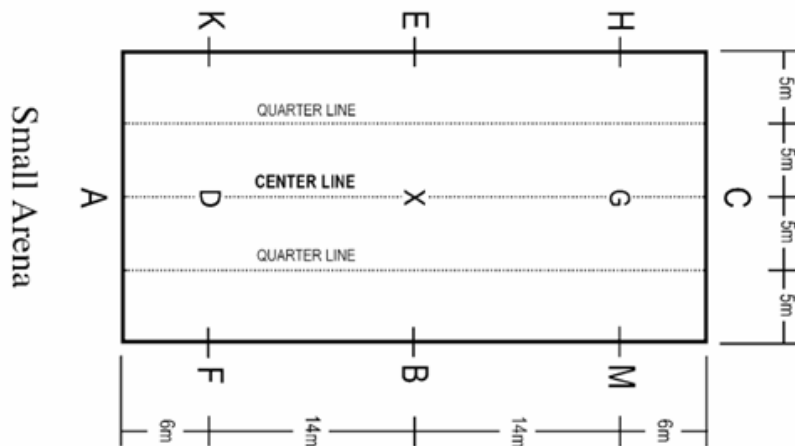 K E H
QUARTER LINE
CENTER LINE
A D X G C
QUARTER LINE
F B M
6m 14m 14m 6m
5m
5m
5m
5m
Small Arena